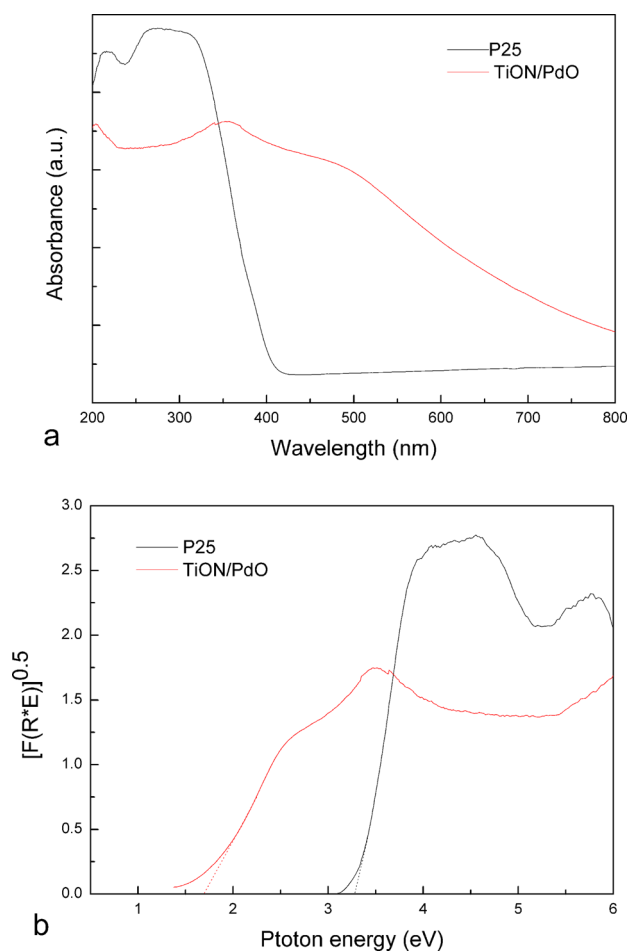 P25
TiON/PdO
Absorbance (a.u.)
200 300 400 500 600 700 800
a
Wavelength (nm)
3.0
P25
2.5
TiON/PdO
2.0
[F(R*E)]0.5
1.5
1.0
0.5
0.0
1 2 3 4 5 6
b
Ptoton energy (eV)